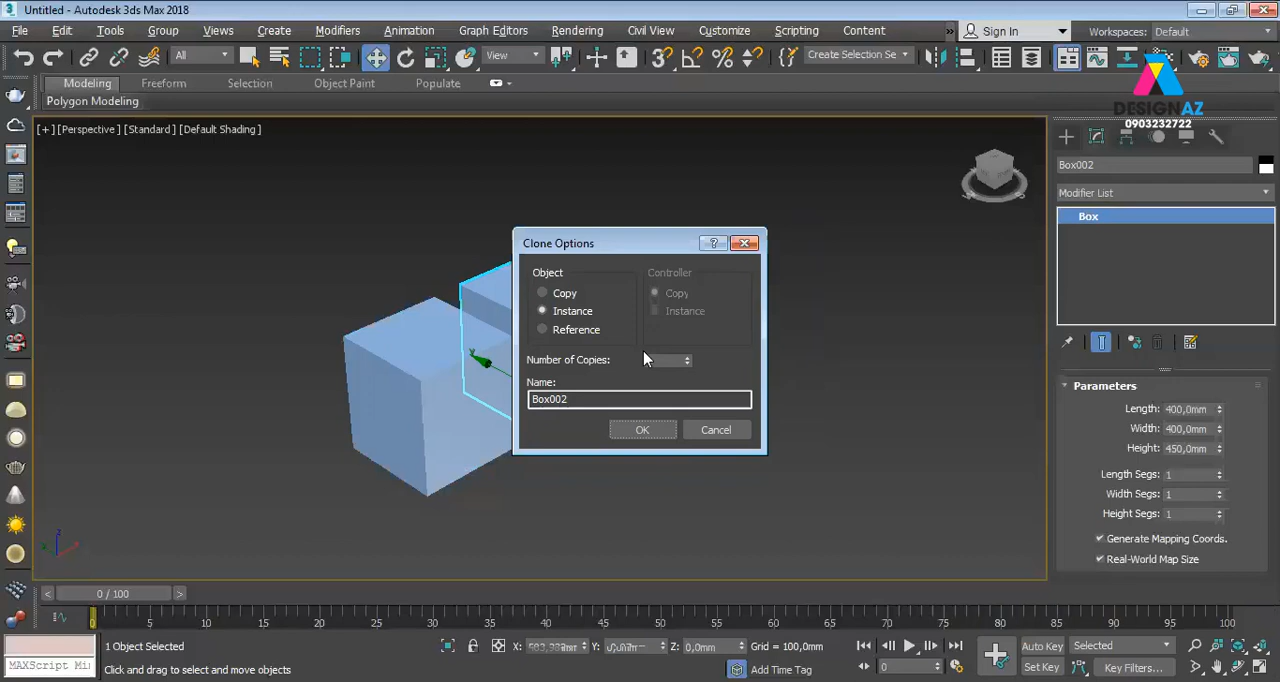 Untitled - Autodesk 3ds Max 2018
File Edit Tools Group Views Create Modifiers Animation Graph Editors Rendering Civil View Customize Scripting Content » Sign In Workspaces: Default
All View Create Selection Se
Modeling Freeform Selection Object Paint Populate
Polygon Modeling
DESIGNAZ
0903232722
[+] [Perspective] [Standard] [Default Shading]
Box002
Modifier List
Box
Clone Options
Object Controller
Copy Copy
Instance Instance
Reference
Number of Copies:
Name:
Box002
OK Cancel
Parameters
Length: 400,0mm
Width: 400,0mm
Height: 450,0mm
Length Segs: 1
Width Segs: 1
Height Segs: 1
Generate Mapping Coords.
Real-World Map Size
< 0 / 100 >
0 5 10 15 20 25 30 35 40 45 50 55 60 65 70 75 80 85 90 95 100
1 Object Selected X: Y: Z: 0,0mm Grid = 100,0mm Auto Key Selected
MAXScript Mi Click and drag to select and move objects Add Time Tag 0 Set Key Key Filters...